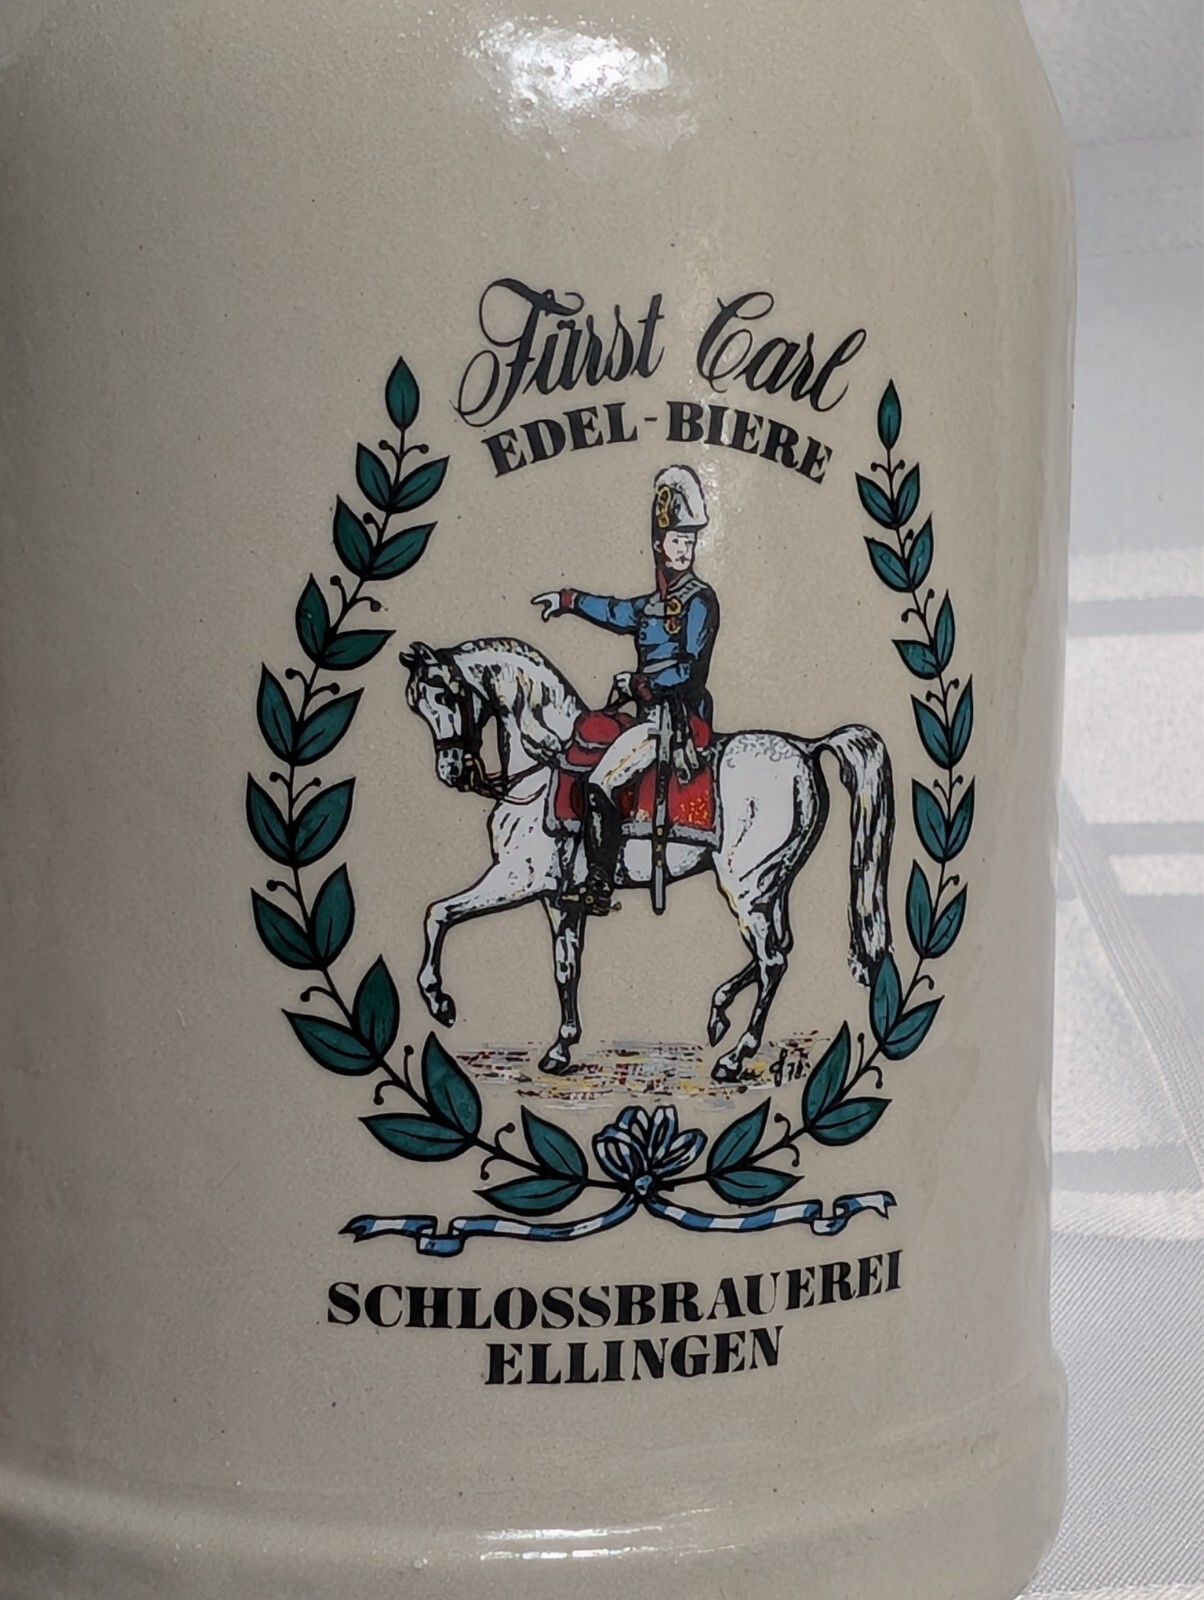 Fürst Carl
EDEL-BIERE
SCHLOSSBRAUEREI
ELLINGEN